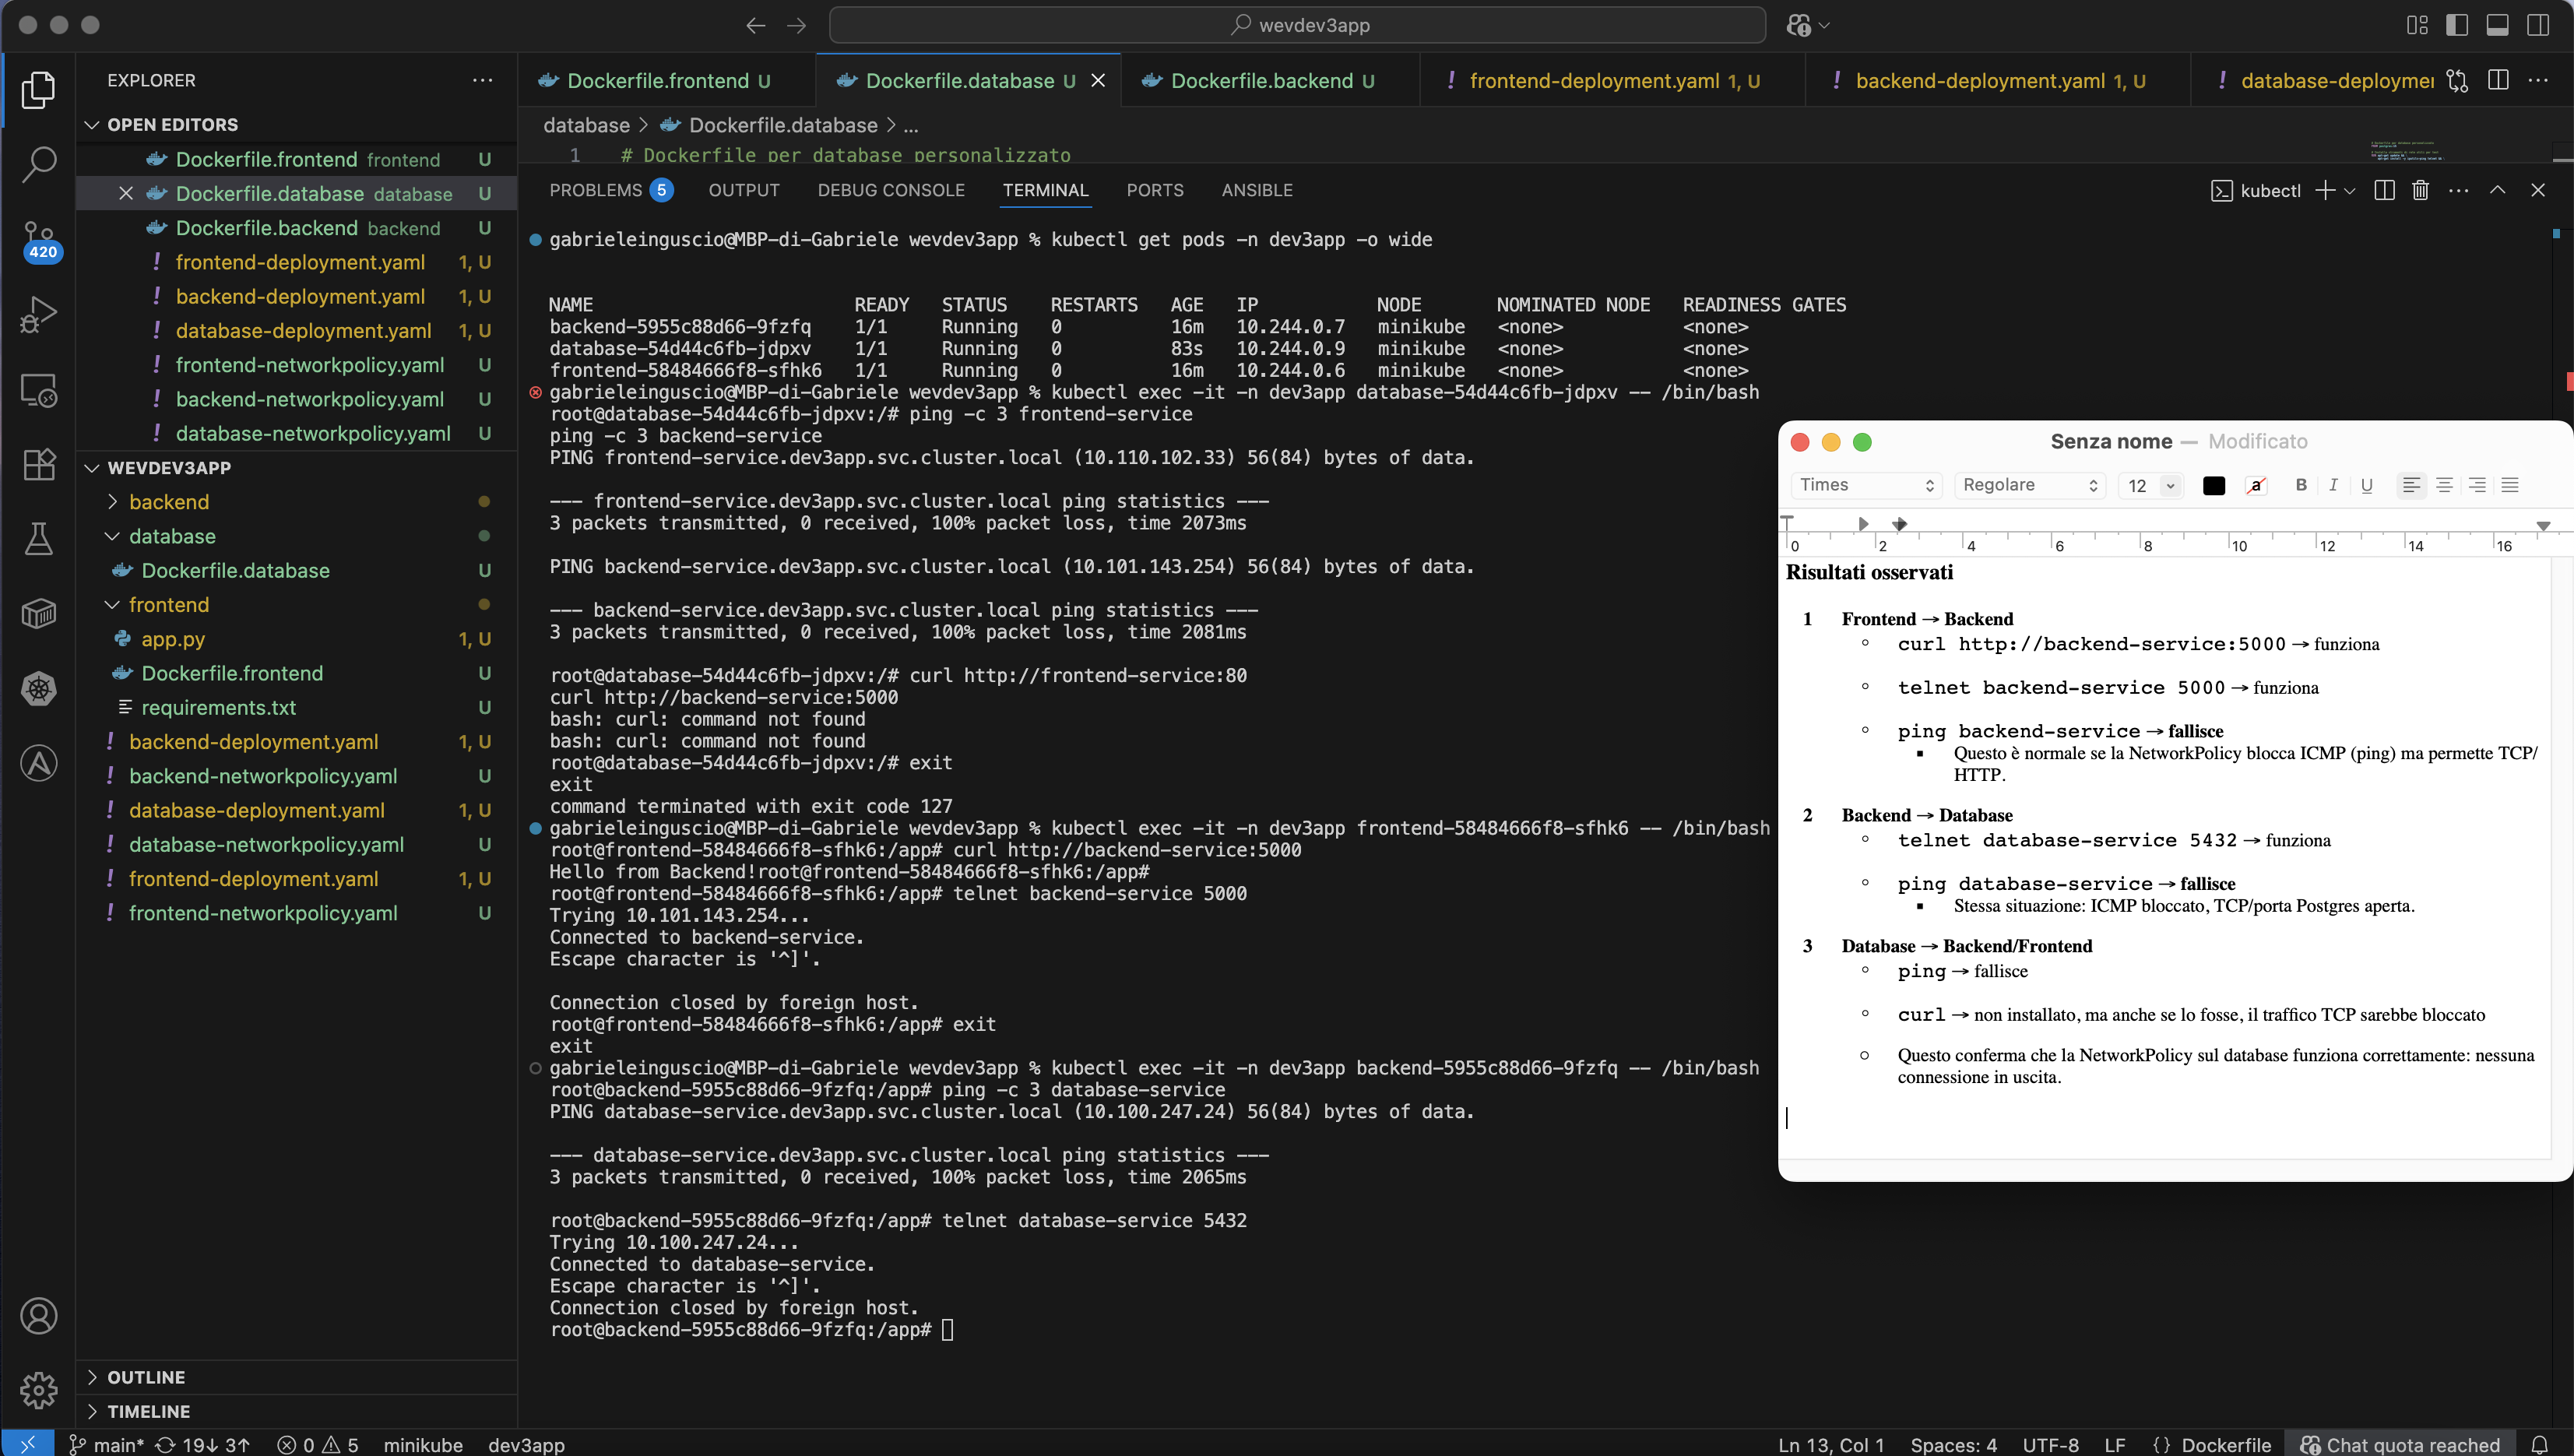 wevdev3app
EXPLORER
OPEN EDITORS
Dockerfile.frontend frontend U
Dockerfile.database database U
Dockerfile.backend backend U
420
frontend-deployment.yaml 1, U
backend-deployment.yaml 1, U
database-deployment.yaml 1, U
frontend-networkpolicy.yaml U
backend-networkpolicy.yaml U
database-networkpolicy.yaml U
WEVDEV3APP
backend
database
Dockerfile.database U
frontend
app.py 1, U
Dockerfile.frontend U
requirements.txt U
backend-deployment.yaml 1, U
backend-networkpolicy.yaml U
database-deployment.yaml 1, U
database-networkpolicy.yaml U
frontend-deployment.yaml 1, U
frontend-networkpolicy.yaml U
OUTLINE
TIMELINE
Dockerfile.frontend U Dockerfile.database U Dockerfile.backend U frontend-deployment.yaml 1, U backend-deployment.yaml 1, U
database > Dockerfile.database > ...
1 # Dockerfile per database personalizzato
PROBLEMS 5 OUTPUT DEBUG CONSOLE TERMINAL PORTS ANSIBLE kubectl
gabrieleinguscio@MBP-di-Gabriele wevdev3app % kubectl get pods -n dev3app -o wide
NAME READY STATUS RESTARTS AGE IP NODE NOMINATED NODE READINESS GATES
backend-5955c88d66-9fzfq 1/1 Running 0 16m 10.244.0.7 minikube <none> <none>
database-54d44c6fb-jdpxv 1/1 Running 0 83s 10.244.0.9 minikube <none> <none>
frontend-58484666f8-sfhk6 1/1 Running 0 16m 10.244.0.6 minikube <none> <none>
gabrieleinguscio@MBP-di-Gabriele wevdev3app % kubectl exec -it -n dev3app database-54d44c6fb-jdpxv -- /bin/bash
root@database-54d44c6fb-jdpxv:/# ping -c 3 frontend-service
ping -c 3 backend-service
PING frontend-service.dev3app.svc.cluster.local (10.110.102.33) 56(84) bytes of data.
--- frontend-service.dev3app.svc.cluster.local ping statistics ---
3 packets transmitted, 0 received, 100% packet loss, time 2073ms
PING backend-service.dev3app.svc.cluster.local (10.101.143.254) 56(84) bytes of data.
--- backend-service.dev3app.svc.cluster.local ping statistics ---
3 packets transmitted, 0 received, 100% packet loss, time 2081ms
root@database-54d44c6fb-jdpxv:/# curl http://frontend-service:80
curl http://backend-service:5000
bash: curl: command not found
bash: curl: command not found
root@database-54d44c6fb-jdpxv:/# exit
exit
command terminated with exit code 127
gabrieleinguscio@MBP-di-Gabriele wevdev3app % kubectl exec -it -n dev3app frontend-58484666f8-sfhk6 -- /bin/bash
root@frontend-58484666f8-sfhk6:/app# curl http://backend-service:5000
Hello from Backend!root@frontend-58484666f8-sfhk6:/app#
root@frontend-58484666f8-sfhk6:/app# telnet backend-service 5000
Trying 10.101.143.254...
Connected to backend-service.
Escape character is '^]'.
Connection closed by foreign host.
root@frontend-58484666f8-sfhk6:/app# exit
exit
gabrieleinguscio@MBP-di-Gabriele wevdev3app % kubectl exec -it -n dev3app backend-5955c88d66-9fzfq -- /bin/bash
root@backend-5955c88d66-9fzfq:/app# ping -c 3 database-service
PING database-service.dev3app.svc.cluster.local (10.100.247.24) 56(84) bytes of data.
--- database-service.dev3app.svc.cluster.local ping statistics ---
3 packets transmitted, 0 received, 100% packet loss, time 2065ms
root@backend-5955c88d66-9fzfq:/app# telnet database-service 5432
Trying 10.100.247.24...
Connected to database-service.
Escape character is '^]'.
Connection closed by foreign host.
root@backend-5955c88d66-9fzfq:/app#
Senza nome — Modificato
Times Regolare 12 a B I U
0 2 4 6 8 10 12 14 16
Risultati osservati
1 Frontend → Backend
◦ curl http://backend-service:5000 → funziona
◦ telnet backend-service 5000 → funziona
◦ ping backend-service → fallisce
▪ Questo è normale se la NetworkPolicy blocca ICMP (ping) ma permette TCP/
HTTP.
2 Backend → Database
◦ telnet database-service 5432 → funziona
◦ ping database-service → fallisce
▪ Stessa situazione: ICMP bloccato, TCP/porta Postgres aperta.
3 Database → Backend/Frontend
◦ ping → fallisce
◦ curl → non installato, ma anche se lo fosse, il traffico TCP sarebbe bloccato
◦ Questo conferma che la NetworkPolicy sul database funziona correttamente: nessuna
connessione in uscita.
main* 19↓ 3↑ 0 5 minikube dev3app Ln 13, Col 1 Spaces: 4 UTF-8 LF {} Dockerfile Chat quota reached